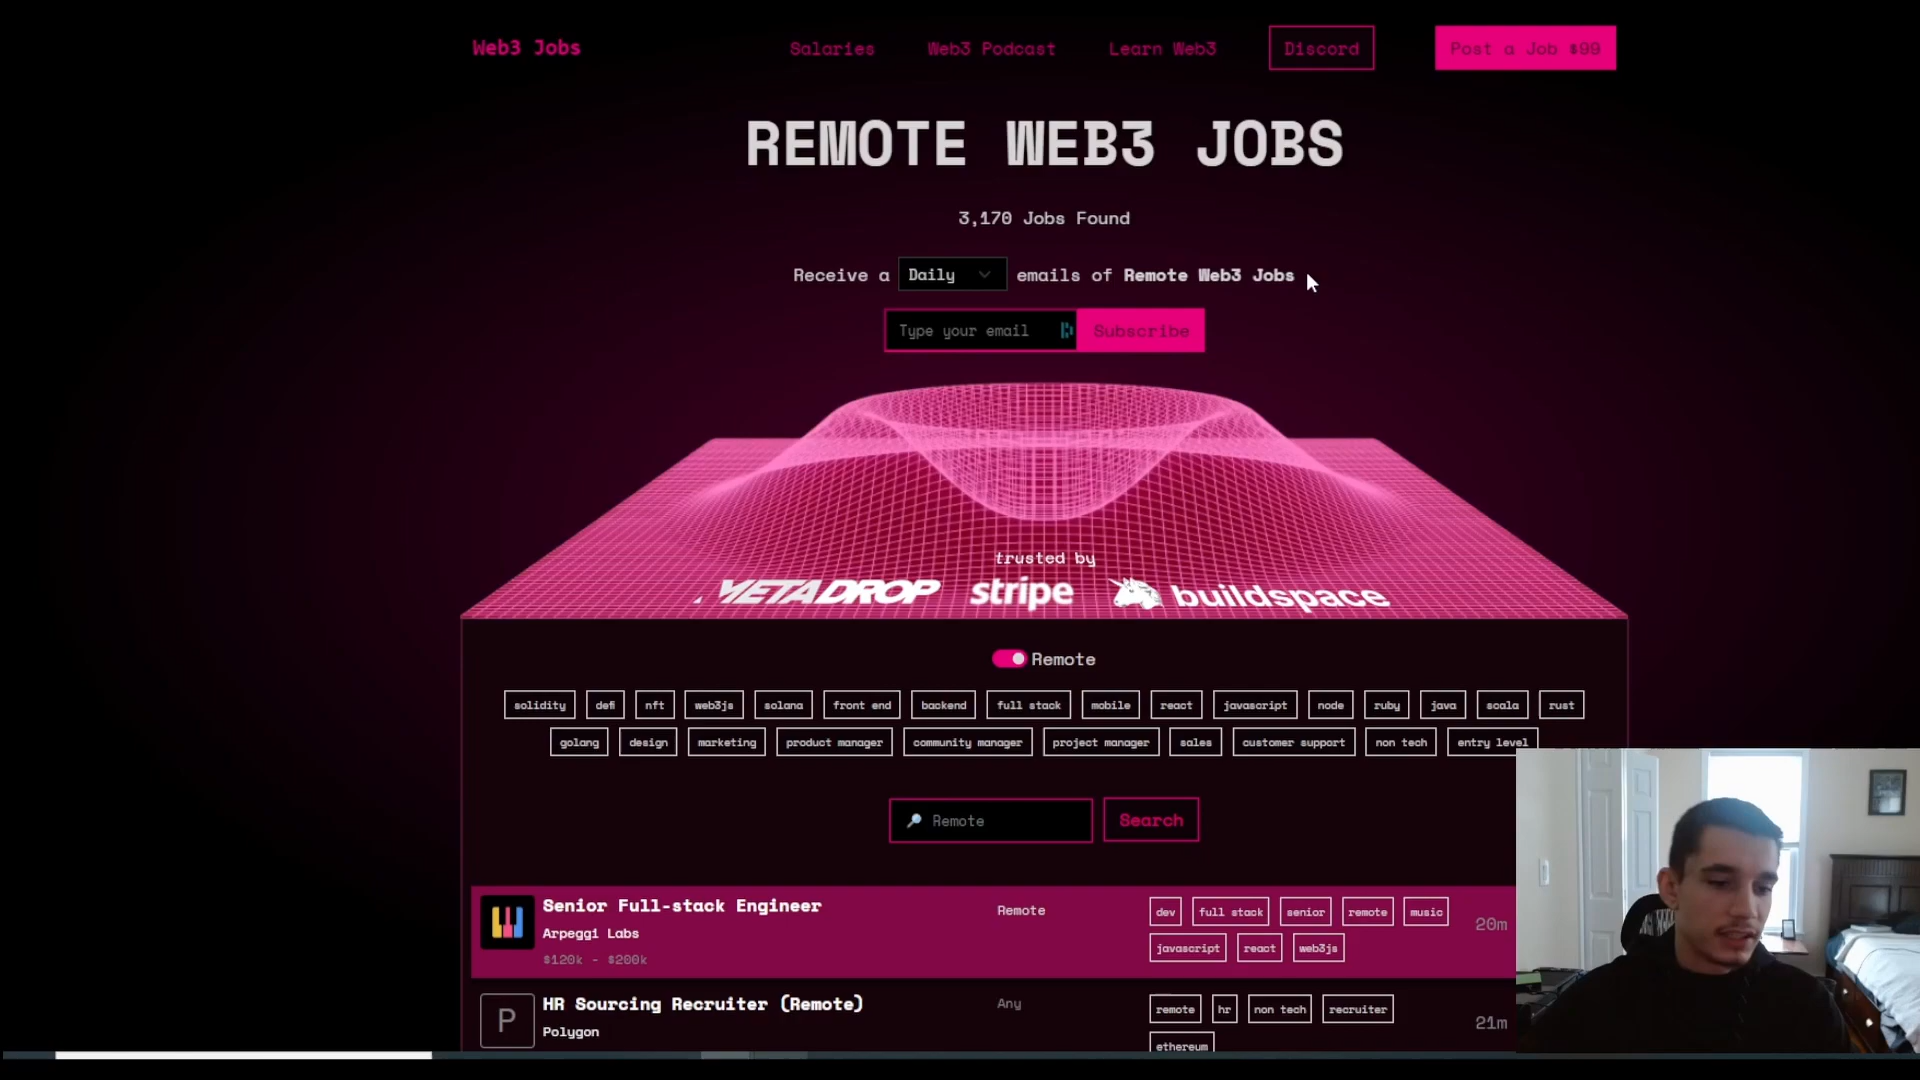 Web3 Jobs
Salaries
Web3 Podcast
Learn Web3
Discord
Post a Job $99
REMOTE WEB3 JOBS
3,170 Jobs Found
Receive a Daily emails of Remote Web3 Jobs
Type your email
Subscribe
trusted by
METADROP stripe buildspace
Remote
solidity defi nft web3js solana front end backend full stack mobile react javascript node ruby java scala rust
golang design marketing product manager community manager project manager sales customer support non tech entry level
Remote
Search
Senior Full-stack Engineer
Arpeggi Labs
$120k - $200k
Remote
dev full stack senior remote music
javascript react web3js
20m
HR Sourcing Recruiter (Remote)
Polygon
P
Any
remote hr non tech recruiter
ethereum
21m